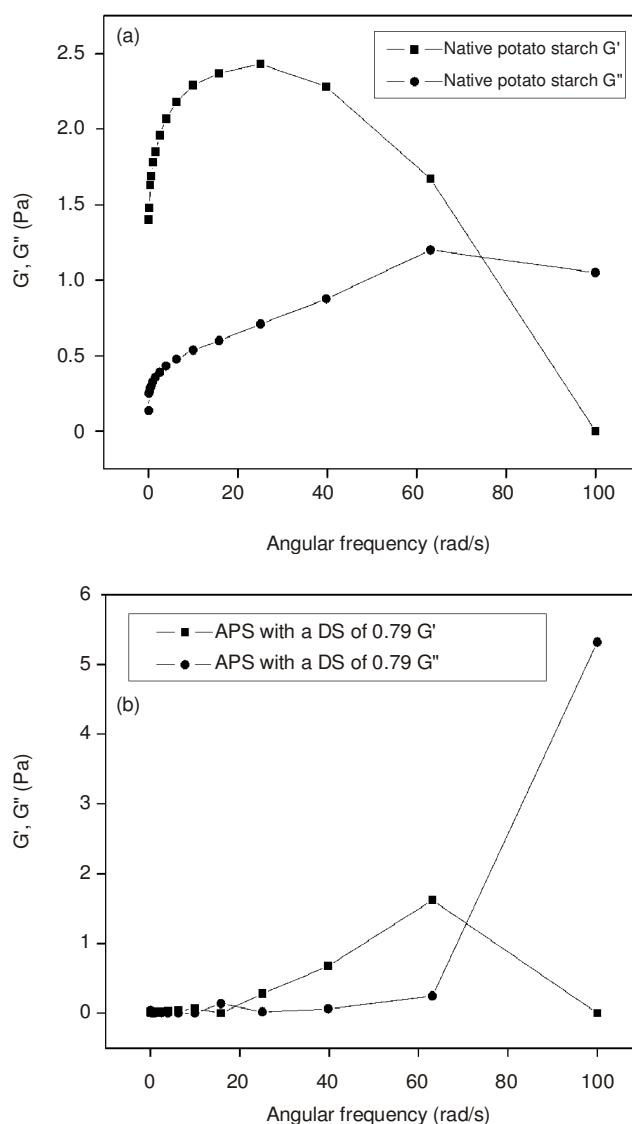 (a)
Native potato starch G'
Native potato starch G"
2.5
2.0
1.5
1.0
0.5
0
G', G" (Pa)
0 20 40 60 80 100
Angular frequency (rad/s)
6
5
4
3
2
1
0
APS with a DS of 0.79 G'
APS with a DS of 0.79 G"
(b)
G', G" (Pa)
0 20 40 60 80 100
Angular frequency (rad/s)